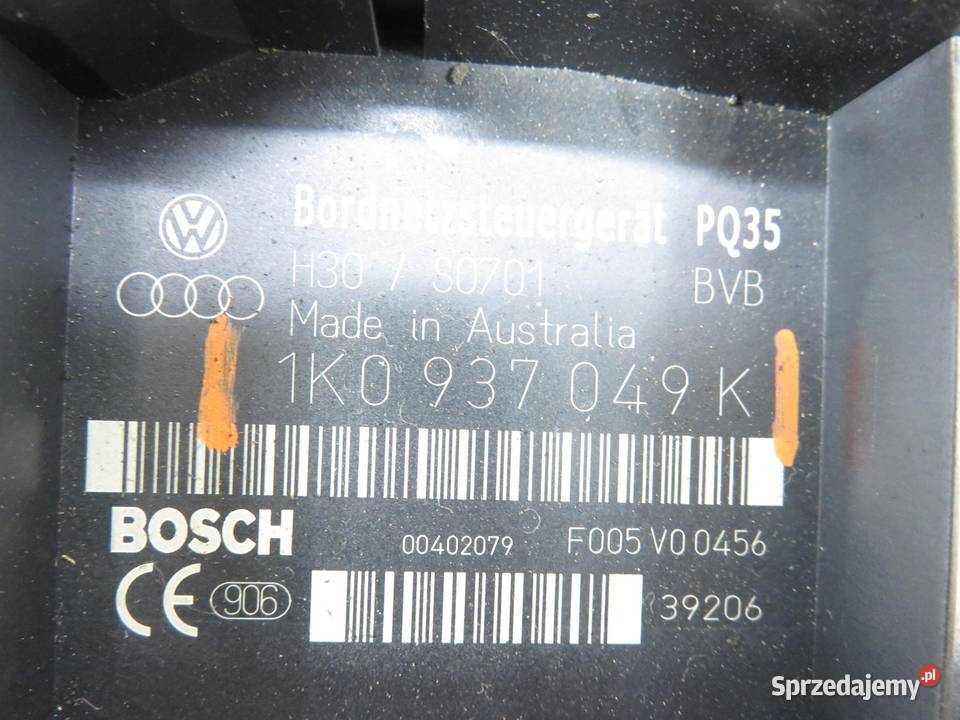 Bordnetzsteuergerät PQ35
H30 / S0701 BVB
Made in Australia
1K0 937 049 K
BOSCH 00402079 F005 V0 0456
CE 906 39206
Sprzedajemy.pl